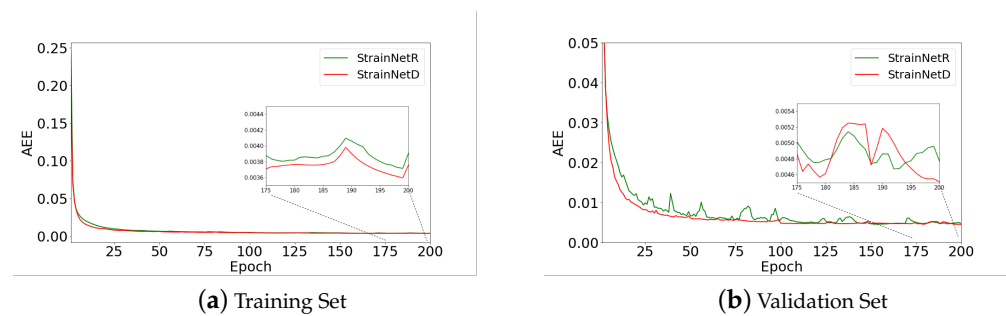 0.25
0.20
0.15
0.10
0.05
0.00
AEE
StrainNetR
StrainNetD
0.0044
0.0042
0.0040
0.0038
0.0036
175 180 185 190 195 200
25 50 75 100 125 150 175 200
Epoch
(a) Training Set
0.05
0.04
0.03
0.02
0.01
0.00
AEE
StrainNetR
StrainNetD
0.0054
0.0052
0.0050
0.0048
0.0046
175 180 185 190 195 200
25 50 75 100 125 150 175 200
Epoch
(b) Validation Set